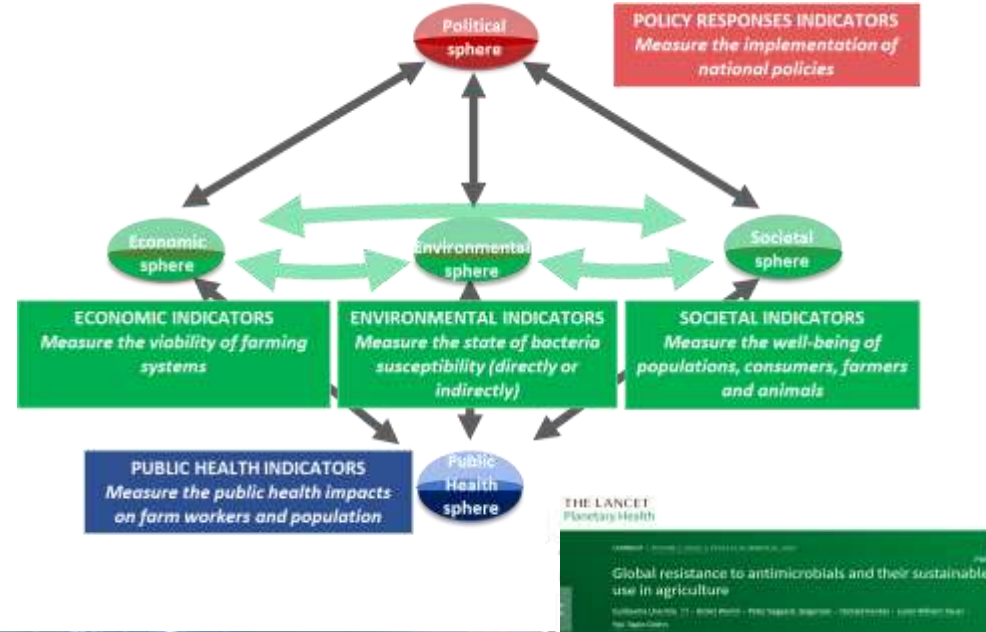 Political
sphere
POLICY RESPONSES INDICATORS
Measure the implementation of
national policies
Economic
sphere
Environmental
sphere
Societal
sphere
ECONOMIC INDICATORS
Measure the viability of farming
systems
ENVIRONMENTAL INDICATORS
Measure the state of bacteria
susceptibility (directly or
indirectly)
SOCIETAL INDICATORS
Measure the well-being of
populations, consumers, farmers
and animals
PUBLIC HEALTH INDICATORS
Measure the public health impacts
on farm workers and population
Public
Health
sphere
THE LANCET
Planetary Health
Global resistance to antimicrobials and their sustainable
use in agriculture